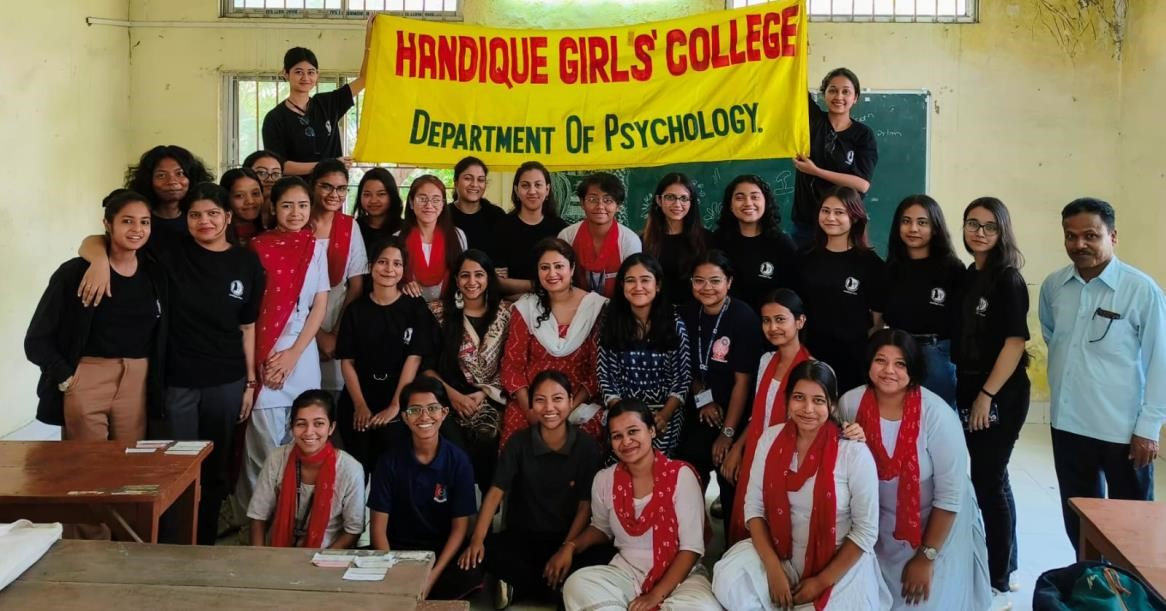 HANDIQUE GIRLS' COLLEGE
DEPARTMENT OF PSYCHOLOGY.